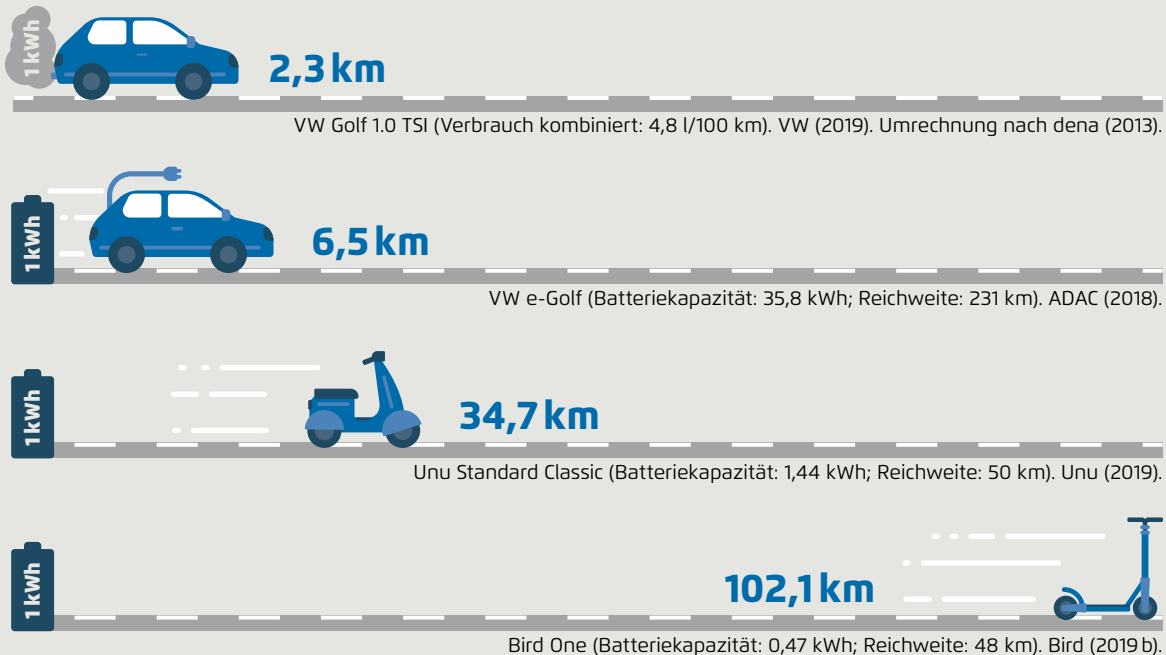 1 kWh
2,3 km
VW Golf 1.0 TSI (Verbrauch kombiniert: 4,8 l/100 km). VW (2019). Umrechnung nach dena (2013).
1 kWh
6,5 km
VW e-Golf (Batteriekapazität: 35,8 kWh; Reichweite: 231 km). ADAC (2018).
1 kWh
34,7 km
Unu Standard Classic (Batteriekapazität: 1,44 kWh; Reichweite: 50 km). Unu (2019).
1 kWh
102,1 km
Bird One (Batteriekapazität: 0,47 kWh; Reichweite: 48 km). Bird (2019 b).